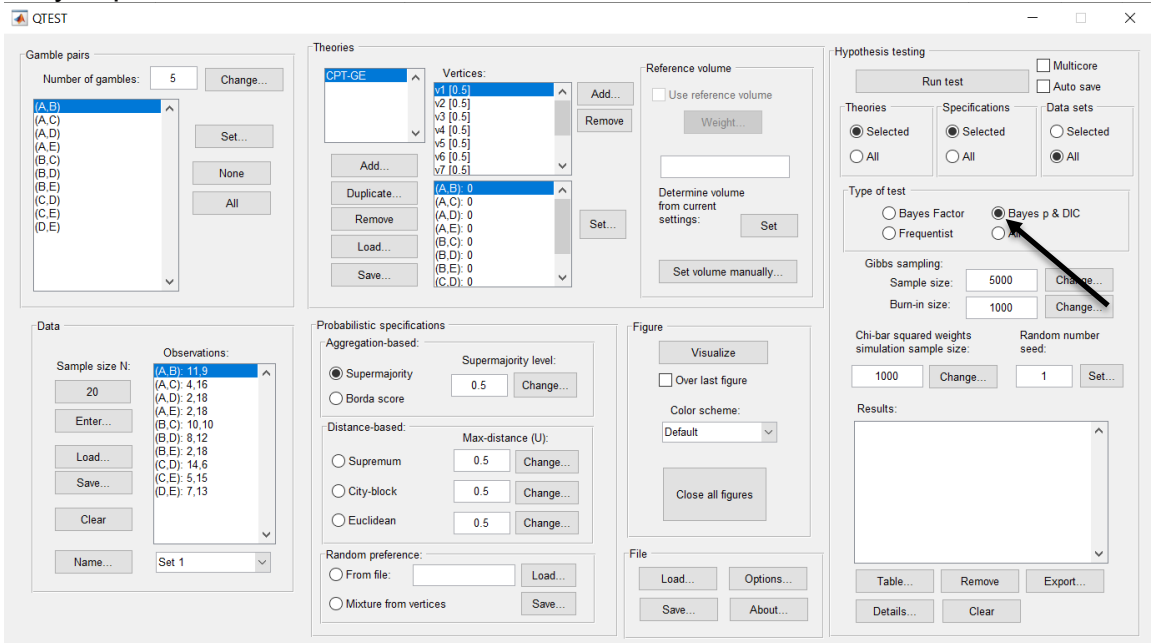 QTEST
Gamble pairs
Number of gambles: 5 Change...
(A,B)
(A,C)
(A,D)
(A,E)
(B,C)
(B,D)
(B,E)
(C,D)
(C,E)
(D,E)
Set...
None
All
Theories
CPT-GE
Add...
Duplicate...
Remove
Load...
Save...
Vertices:
v1 [0.5]
v2 [0.5]
v3 [0.5]
v4 [0.5]
v5 [0.5]
v6 [0.5]
v7 [0.5]
Add...
Remove
(A,B): 0
(A,C): 0
(A,D): 0
(A,E): 0
(B,C): 0
(B,D): 0
(B,E): 0
(C,D): 0
Set...
Reference volume
Use reference volume
Weight...
Determine volume
from current
settings:
Set
Set volume manually...
Hypothesis testing
Run test
Multicore
Auto save
Theories
Selected
All
Specifications
Selected
All
Data sets
Selected
All
Type of test
Bayes Factor
Bayes p & DIC
Frequentist
Gibbs sampling:
Sample size: 5000 Change...
Burn-in size: 1000 Change...
Chi-bar squared weights
simulation sample size:
1000 Change...
Random number
seed:
1 Set...
Results:
Table... Remove Export...
Details... Clear
Data
Sample size N:
20
Enter...
Load...
Save...
Clear
Name... Set 1
Observations:
(A,B): 11,9
(A,C): 4,16
(A,D): 2,18
(A,E): 2,18
(B,C): 10,10
(B,D): 8,12
(B,E): 2,18
(C,D): 14,6
(C,E): 5,15
(D,E): 7,13
Probabilistic specifications
Aggregation-based:
Supermajority
Borda score
Supermajority level:
0.5 Change...
Distance-based:
Max-distance (U):
Supremum 0.5 Change...
City-block 0.5 Change...
Euclidean 0.5 Change...
Random preference:
From file: Load...
Mixture from vertices Save...
Figure
Visualize
Over last figure
Color scheme:
Default
Close all figures
File
Load... Options...
Save... About...